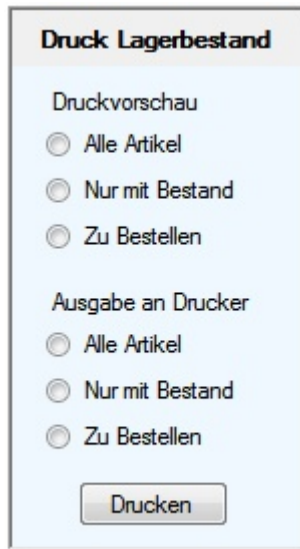 Druck Lagerbestand
Druckvorschau
Alle Artikel
Nur mit Bestand
Zu Bestellen
Ausgabe an Drucker
Alle Artikel
Nur mit Bestand
Zu Bestellen
Drucken